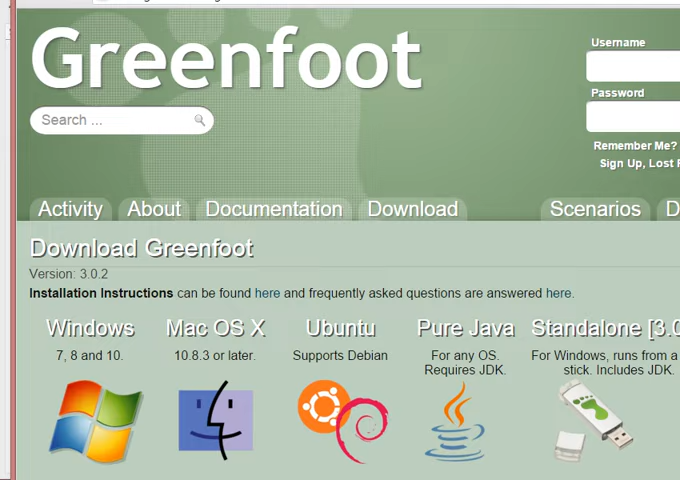 Greenfoot
Username
Search ...
Password
Remember Me?
Sign Up, Lost
Activity About Documentation Download Scenarios
Download Greenfoot
Version: 3.0.2
Installation Instructions can be found here and frequently asked questions are answered here.
Windows Mac OS X Ubuntu Pure Java Standalone [3.0
7, 8 and 10. 10.8.3 or later. Supports Debian For any OS. For Windows, runs from a
Requires JDK. stick. Includes JDK.